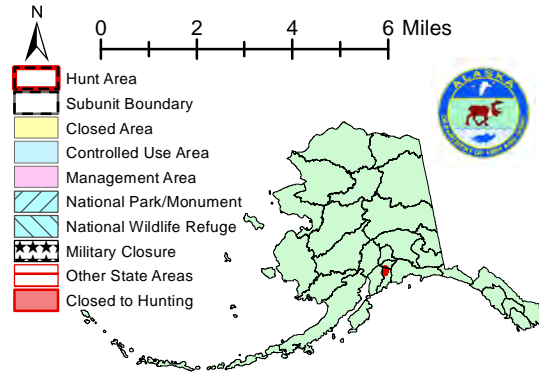 N
0 2 4 6 Miles
Hunt Area
Subunit Boundary
Closed Area
Controlled Use Area
Management Area
National Park/Monument
National Wildlife Refuge
Military Closure
Other State Areas
Closed to Hunting
ALASKA